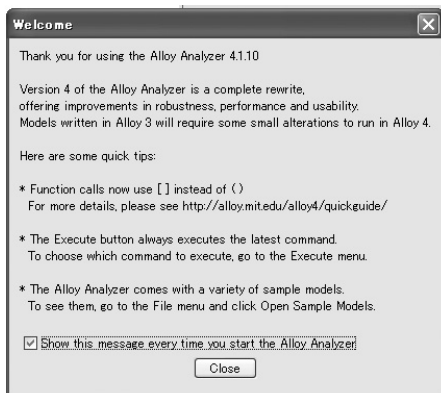 Welcome
Thank you for using the Alloy Analyzer 4.1.10
Version 4 of the Alloy Analyzer is a complete rewrite,
offering improvements in robustness, performance and usability.
Models written in Alloy 3 will require some small alterations to run in Alloy 4.
Here are some quick tips:
* Function calls now use [ ] instead of ( )
For more details, please see http://alloy.mit.edu/alloy4/quickguide/
* The Execute button always executes the latest command.
To choose which command to execute, go to the Execute menu.
* The Alloy Analyzer comes with a variety of sample models.
To see them, go to the File menu and click Open Sample Models.
Show this message every time you start the Alloy Analyzer
Close